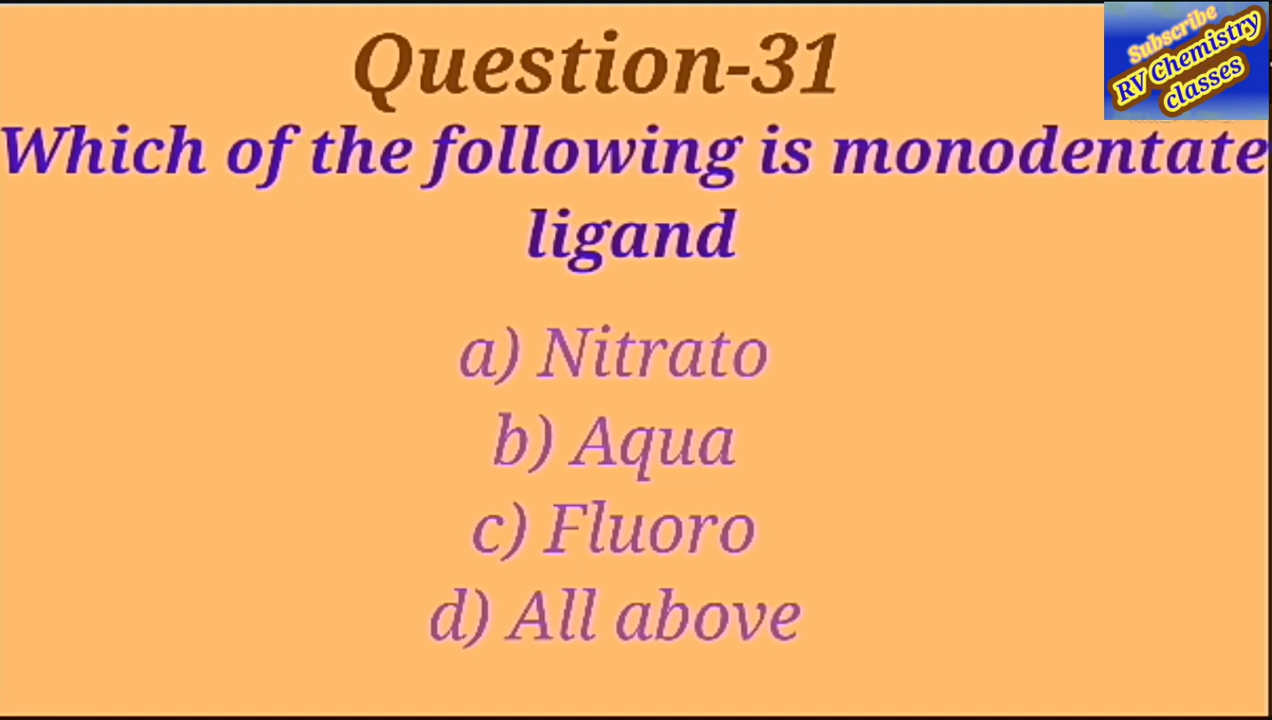 Question-31
Subscribe
RV Chemistry
classes
Which of the following is monodentate
ligand
a) Nitrato
b) Aqua
c) Fluoro
d) All above